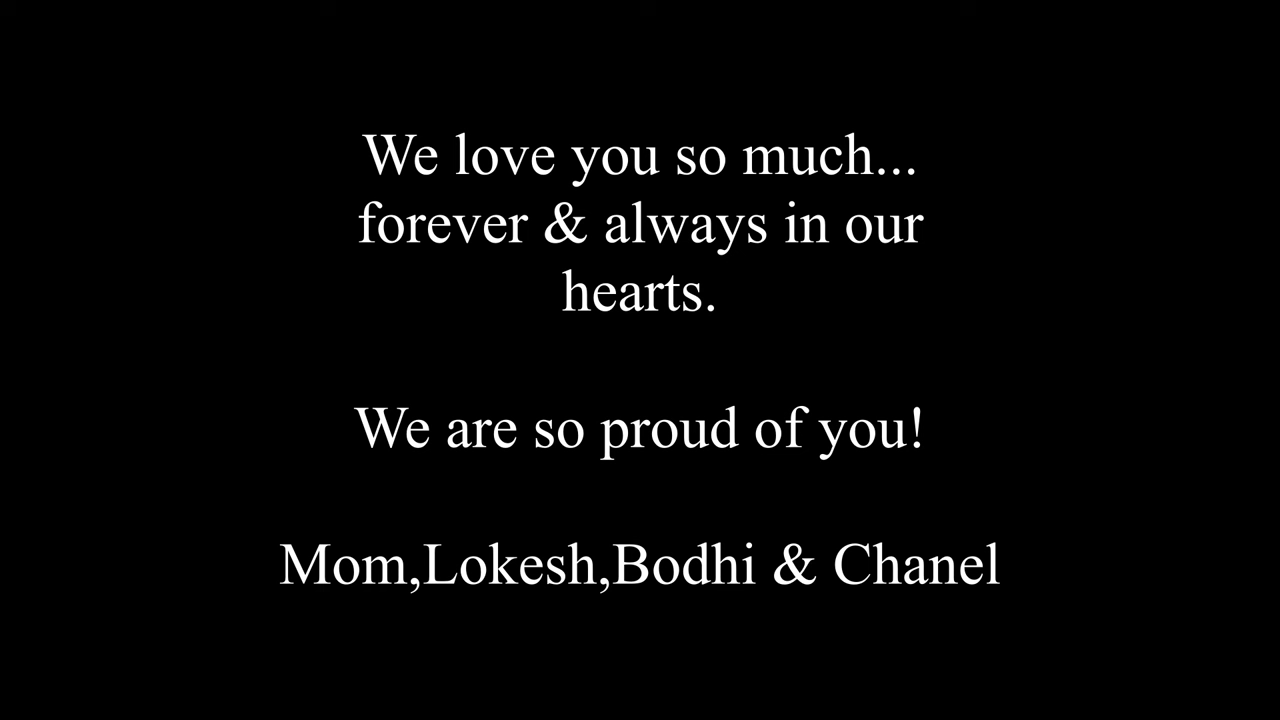 We love you so much...
forever & always in our
hearts.
We are so proud of you!
Mom,Lokesh,Bodhi & Chanel